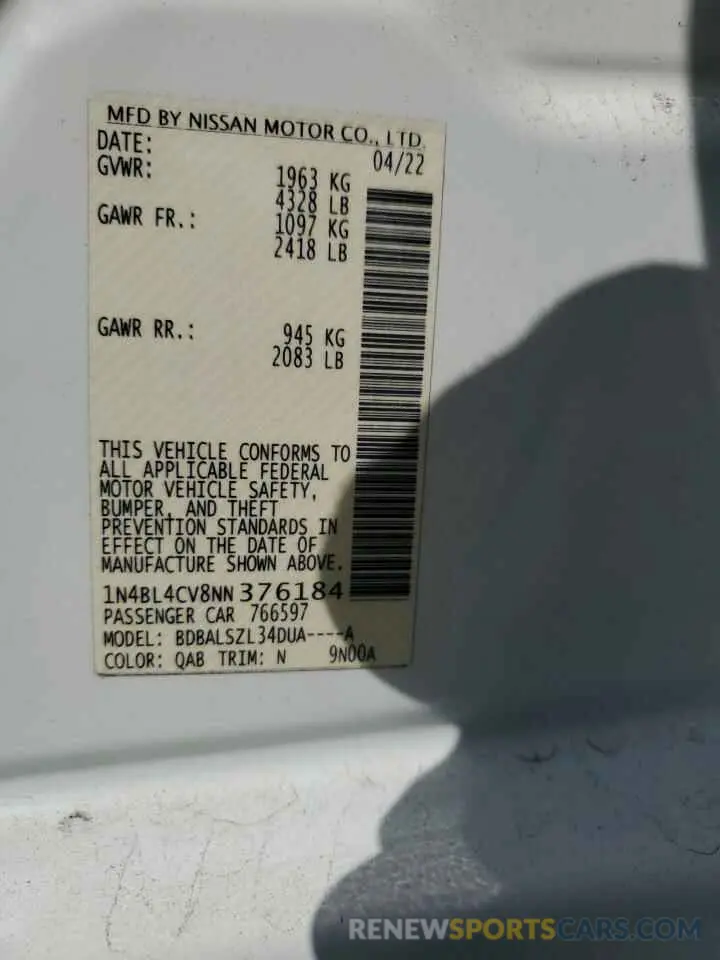 MFD BY NISSAN MOTOR CO., LTD.
DATE: 04/22
GVWR: 1963 KG
4328 LB
GAWR FR.: 1097 KG
2418 LB
GAWR RR.: 945 KG
2083 LB
THIS VEHICLE CONFORMS TO
ALL APPLICABLE FEDERAL
MOTOR VEHICLE SAFETY,
BUMPER, AND THEFT
PREVENTION STANDARDS IN
EFFECT ON THE DATE OF
MANUFACTURE SHOWN ABOVE.
1N4BL4CV8NN 376184
PASSENGER CAR 766597
MODEL: BDBALSZL34DUA----A
COLOR: QAB TRIM: N 9N00A
RENEWSPORTSCARS.COM